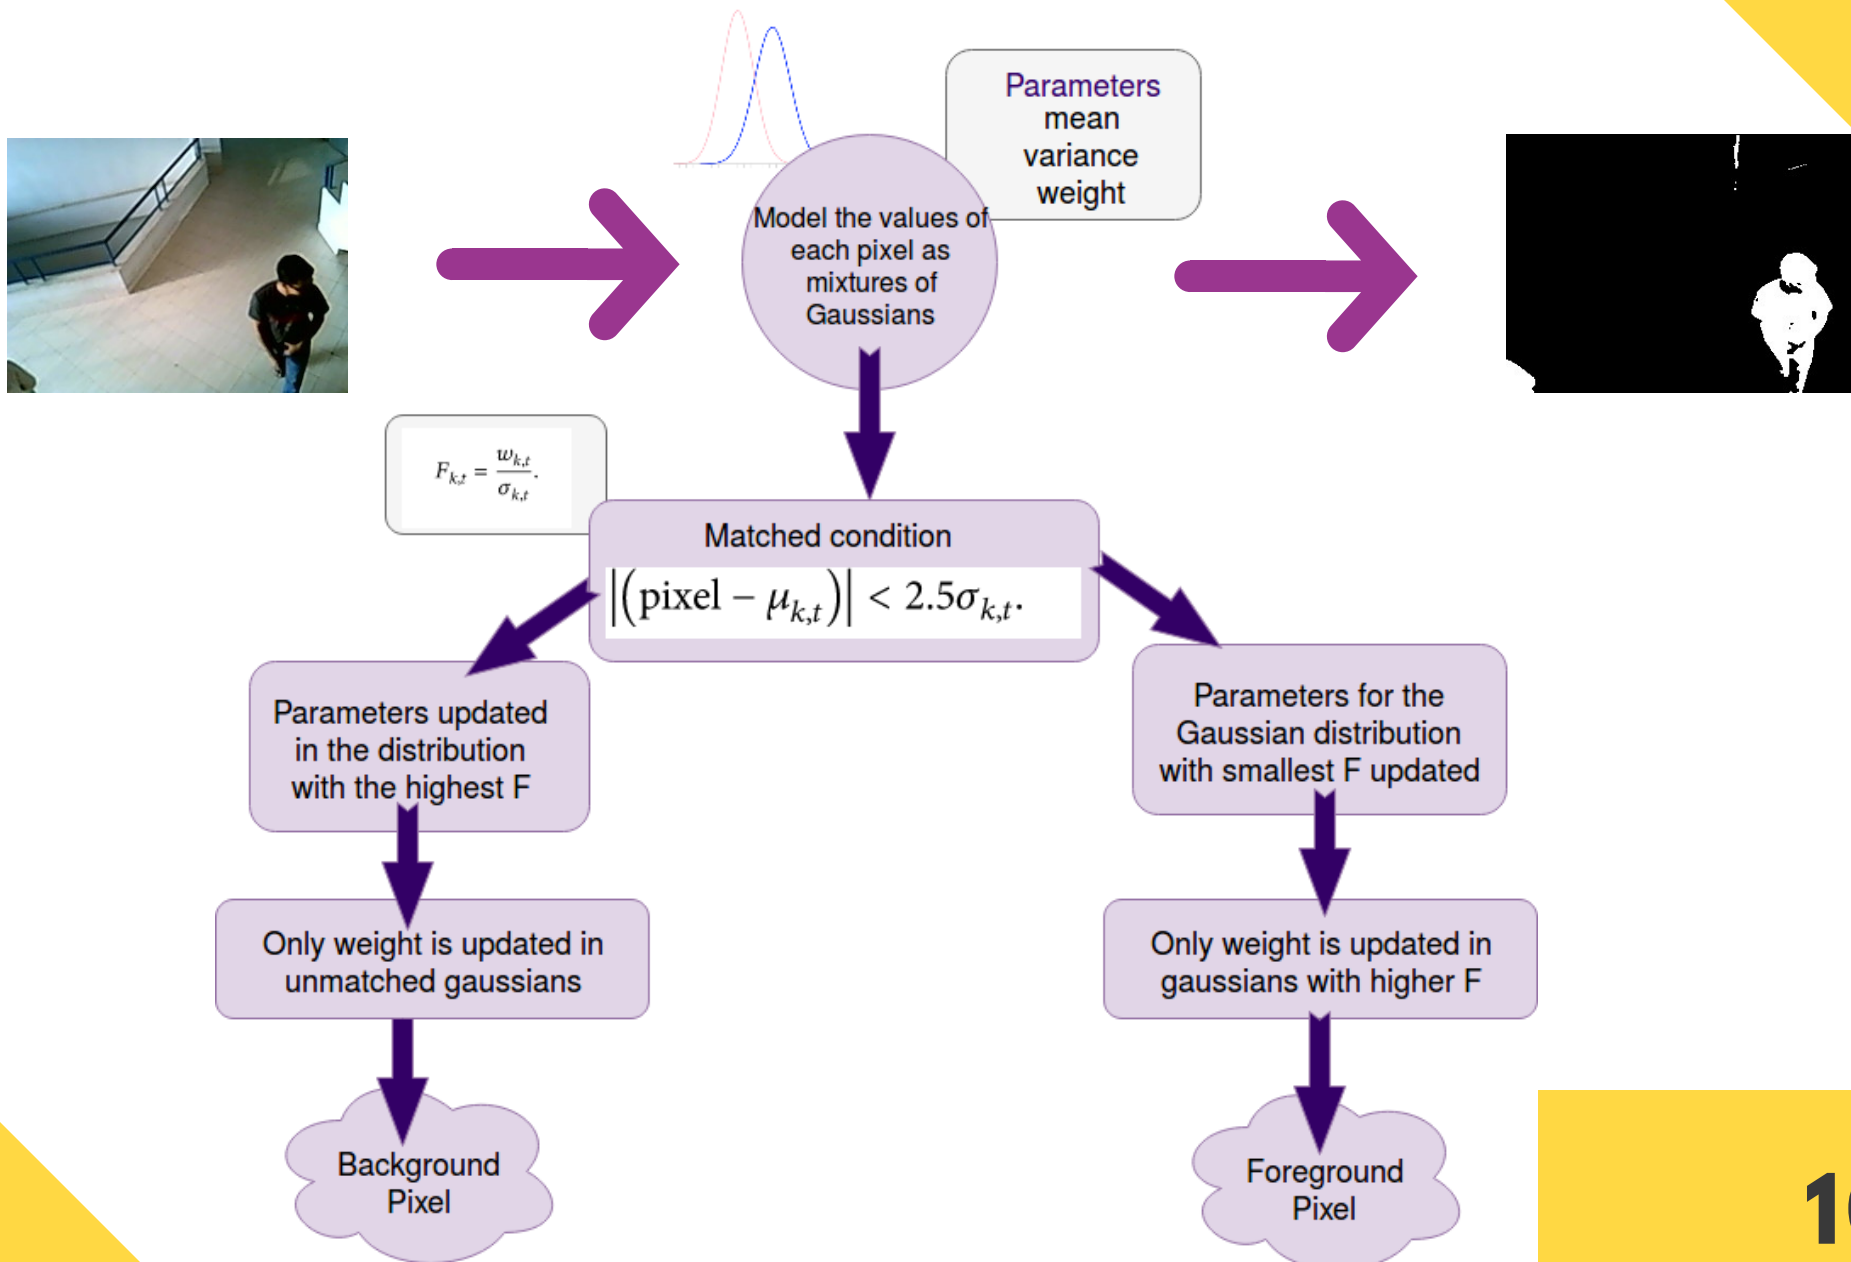 Parameters
mean
variance
weight
Model the values of
each pixel as
mixtures of
Gaussians
F_{k,t} = \frac{w_{k,t}}{\sigma_{k,t}}.
Matched condition
|(pixel − μ_{k,t})| < 2.5σ_{k,t}.
Parameters updated
in the distribution
with the highest F
Parameters for the
Gaussian distribution
with smallest F updated
Only weight is updated in
unmatched gaussians
Only weight is updated in
gaussians with higher F
Background
Pixel
Foreground
Pixel